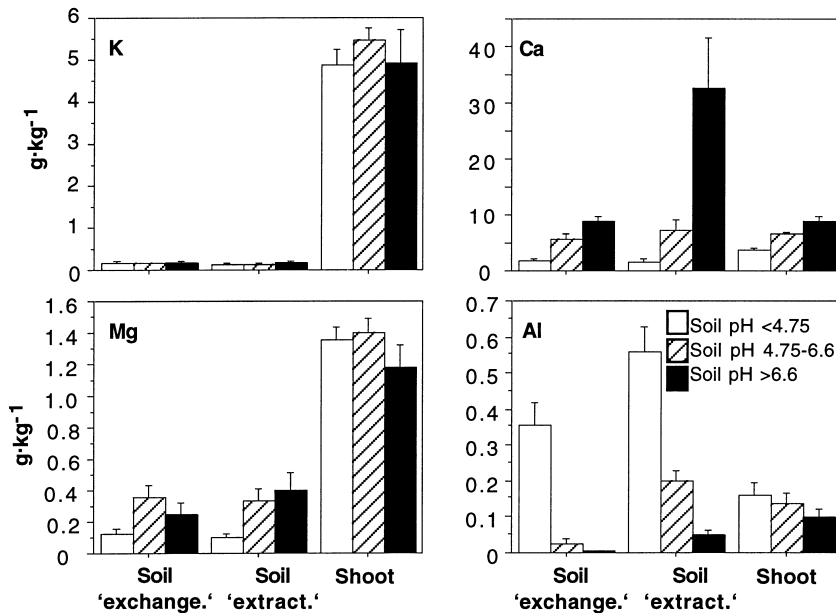 K
g·kg-1
6
5
4
3
2
1
0
Ca
40
30
20
10
0
Mg
g·kg-1
1.6
1.4
1.2
1.0
0.8
0.6
0.4
0.2
0
Al
0.7
0.6
0.5
0.4
0.3
0.2
0.1
0
Soil pH <4.75
Soil pH 4.75-6.6
Soil pH >6.6
Soil Soil Shoot
‘exchange.‘ ‘extract.‘
Soil Soil Shoot
‘exchange.‘ ‘extract.‘